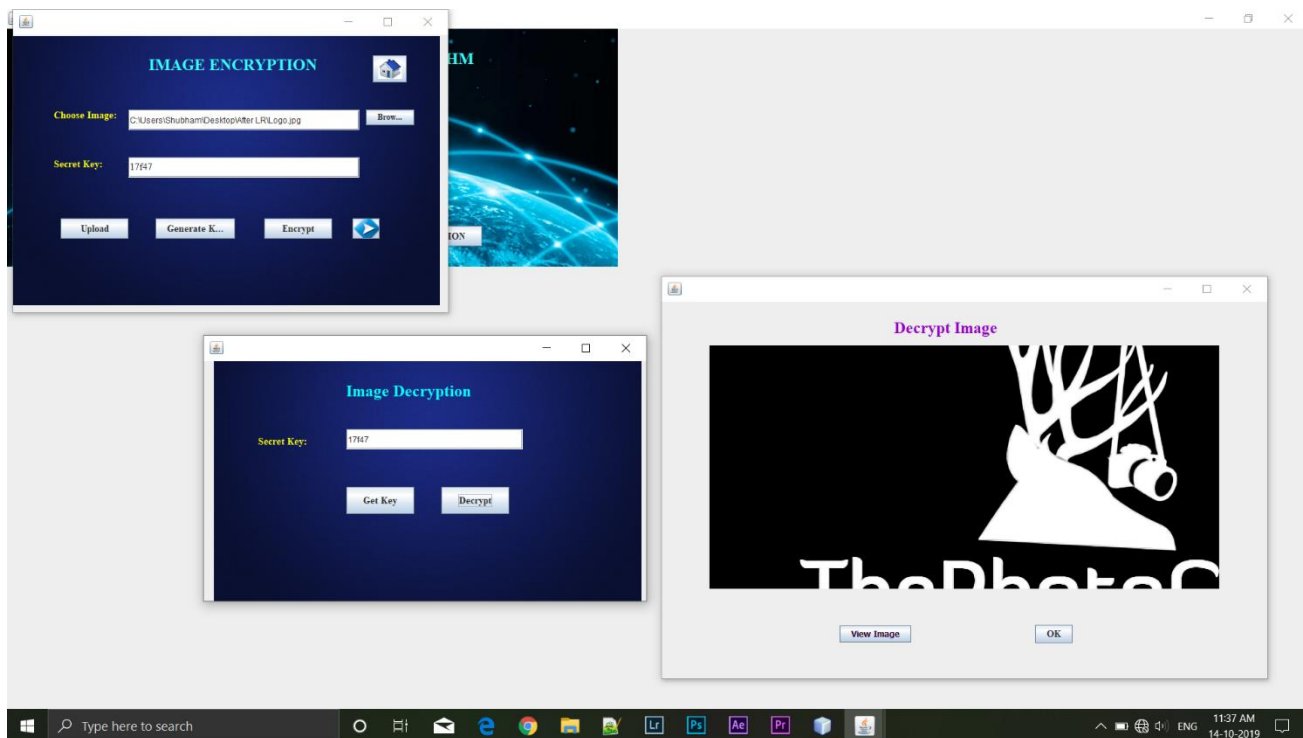 IMAGE ENCRYPTION
HM
Choose Image:
C:\Users\Shubham\Desktop\After LR\Logo.jpg
Brow...
Secret Key:
17f47
Upload
Generate K...
Encrypt
ION
Image Decryption
Secret Key:
17f47
Get Key
Decrypt
Decrypt Image
ThePhotoC
View Image
OK
Type here to search
Lr
Ps
Ae
Pr
ENG
11:37 AM
14-10-2019